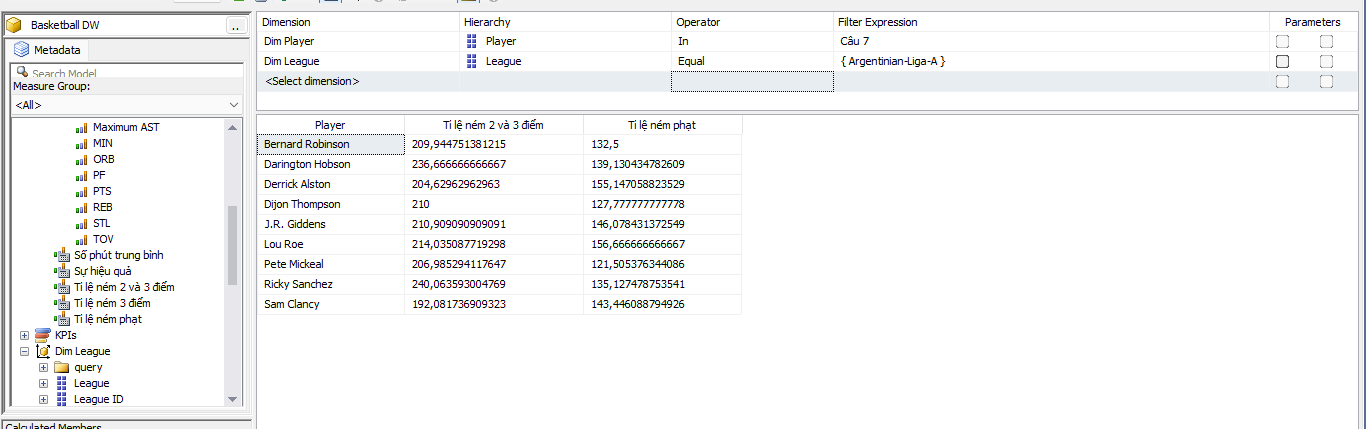 Basketball DW
..
Metadata
Search Model
Measure Group:
<All>
Maximum AST
MIN
ORB
PF
PTS
REB
STL
TOV
Số phút trung bình
Sự hiệu quả
Tỉ lệ ném 2 và 3 điểm
Tỉ lệ ném 3 điểm
Tỉ lệ ném phạt
KPIs
Dim League
query
League
League ID
Calculated Members
Dimension Hierarchy Operator Filter Expression Parameters
Dim Player Player In Câu 7
Dim League League Equal { Argentinian-Liga-A }
<Select dimension>
Player Tỉ lệ ném 2 và 3 điểm Tỉ lệ ném phạt
Bernard Robinson 209,944751381215 132,5
Darington Hobson 236,666666666667 139,130434782609
Derrick Alston 204,62962962963 155,147058823529
Dijon Thompson 210 127,777777777778
J.R. Giddens 210,909090909091 146,078431372549
Lou Roe 214,035087719298 156,666666666667
Pete Mickeal 206,985294117647 121,505376344086
Ricky Sanchez 240,063593004769 135,127478753541
Sam Clancy 192,081736909323 143,446088794926